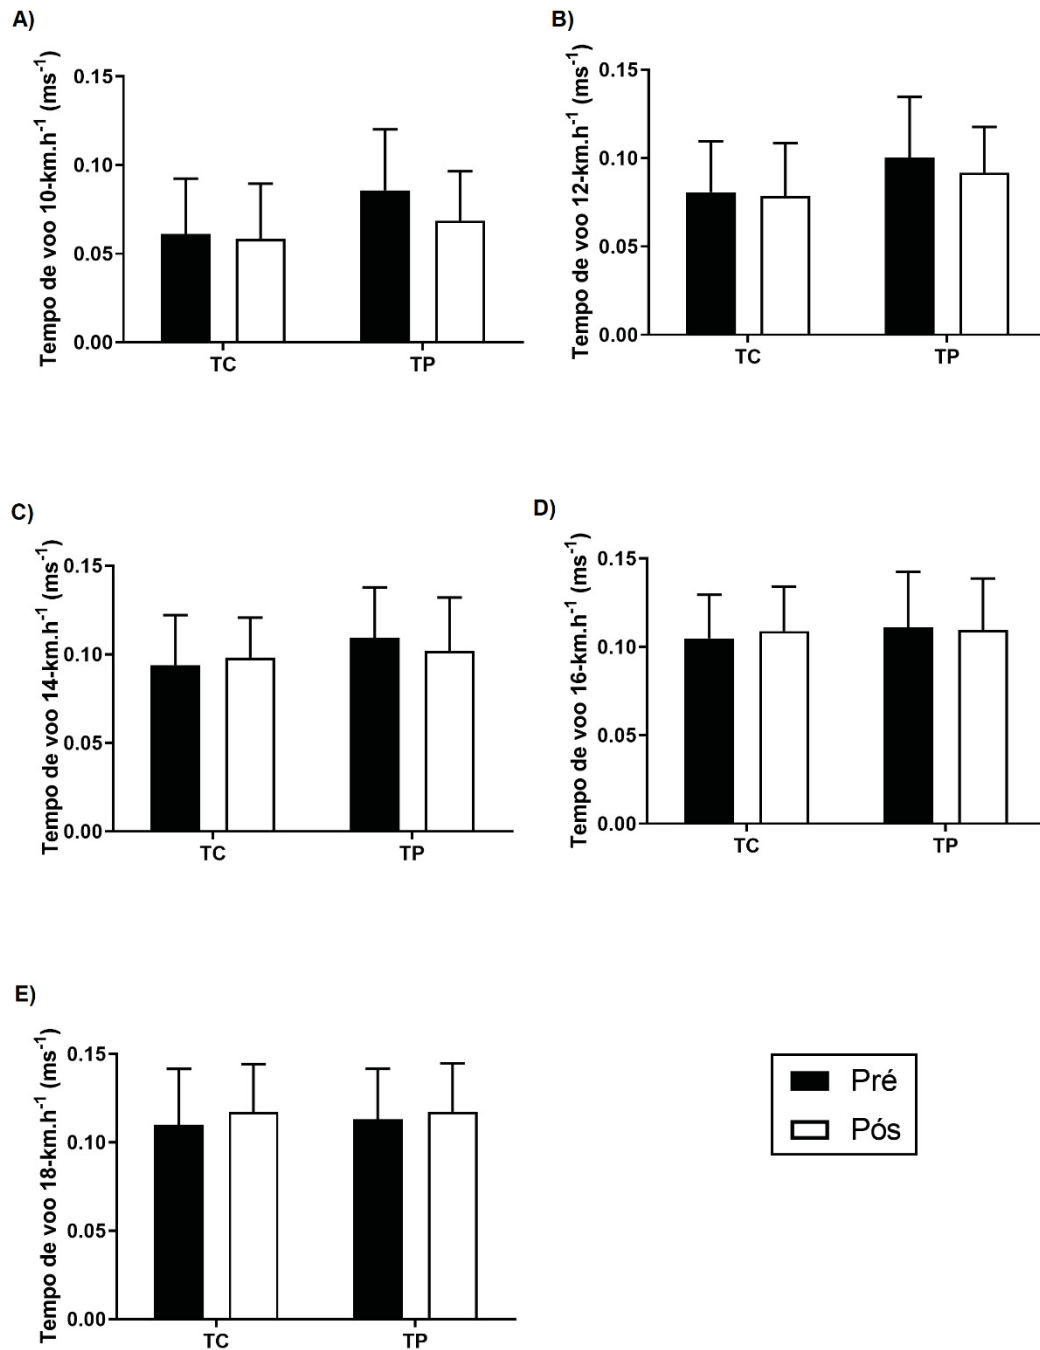 A)
Tempo de voo 10-km.h⁻¹ (ms⁻¹)
0.15
0.10
0.05
0.00
TC TP
B)
Tempo de voo 12-km.h⁻¹ (ms⁻¹)
0.15
0.10
0.05
0.00
TC TP
C)
Tempo de voo 14-km.h⁻¹ (ms⁻¹)
0.15
0.10
0.05
0.00
TC TP
D)
Tempo de voo 16-km.h⁻¹ (ms⁻¹)
0.15
0.10
0.05
0.00
TC TP
E)
Tempo de voo 18-km.h⁻¹ (ms⁻¹)
0.15
0.10
0.05
0.00
TC TP
Pré
Pós